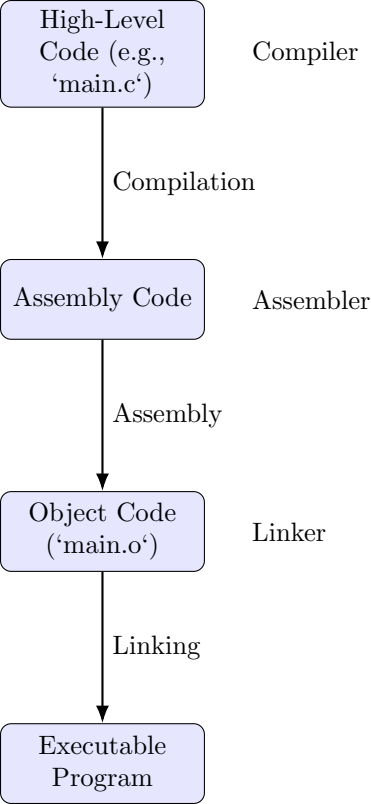 High-Level
Code (e.g.,
‘main.c‘)
Compiler
Compilation
Assembly Code
Assembler
Assembly
Object Code
(‘main.o‘)
Linker
Linking
Executable
Program